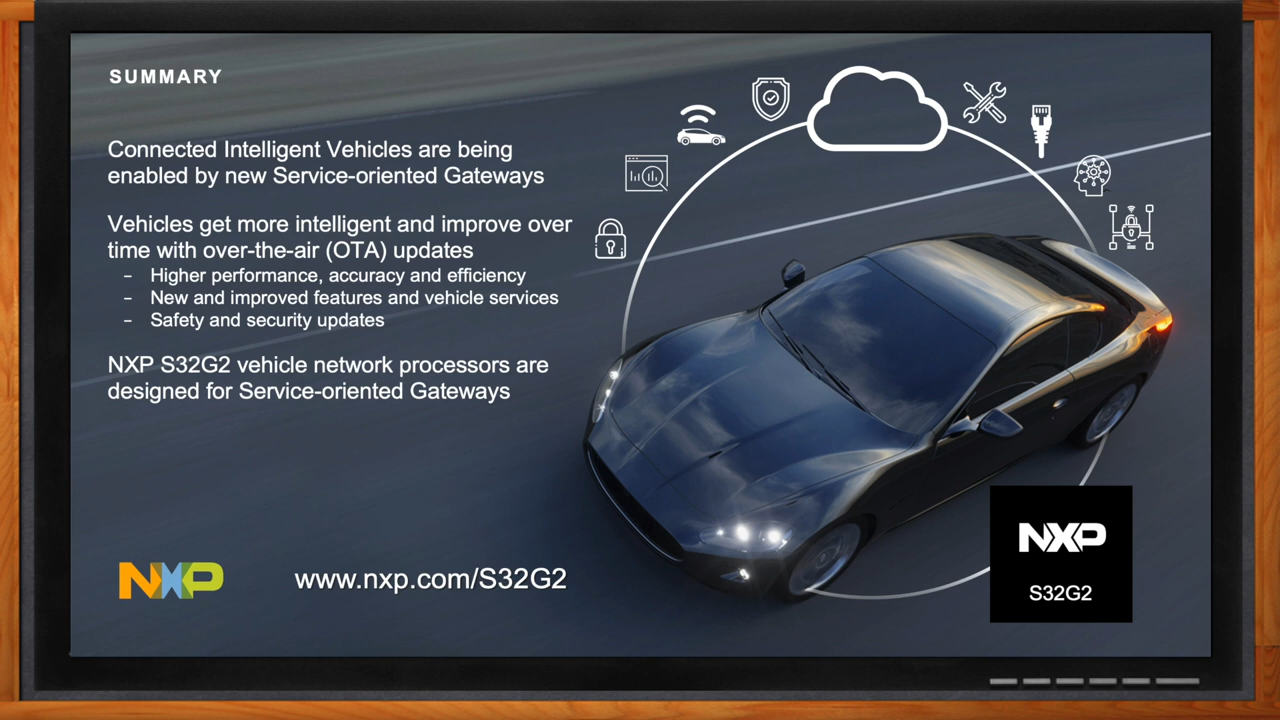 SUMMARY
Connected Intelligent Vehicles are being
enabled by new Service-oriented Gateways
Vehicles get more intelligent and improve over
time with over-the-air (OTA) updates
– Higher performance, accuracy and efficiency
– New and improved features and vehicle services
– Safety and security updates
NXP S32G2 vehicle network processors are
designed for Service-oriented Gateways
NXP
www.nxp.com/S32G2
NXP
S32G2